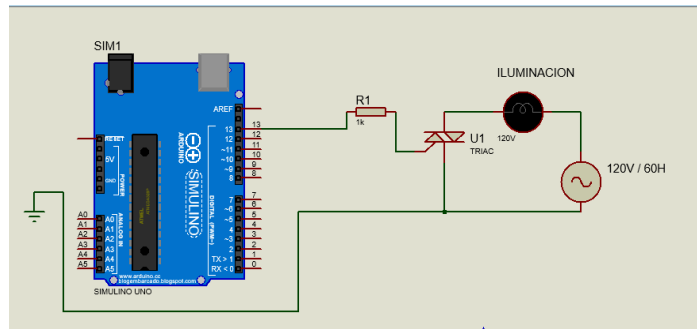 SIM1
ILUMINACION
AREF
R1
1k
13
13
12
12
~11
11
~10
10
~9
9
8
8
RESET
5V
POWER
GND
ARDUINO
SIMULINO
DIGITAL (PWM~)
U1
TRIAC
120V
120V / 60H
7
7
~6
6
~5
5
4
4
~3
3
2
2
TX > 1
1
RX < 0
0
ANALOG IN
A0
A0
A1
A1
A2
A2
A3
A3
A4
A4
A5
A5
www.arduino.cc
blogembarcado.blogspot.com
SIMULINO UNO